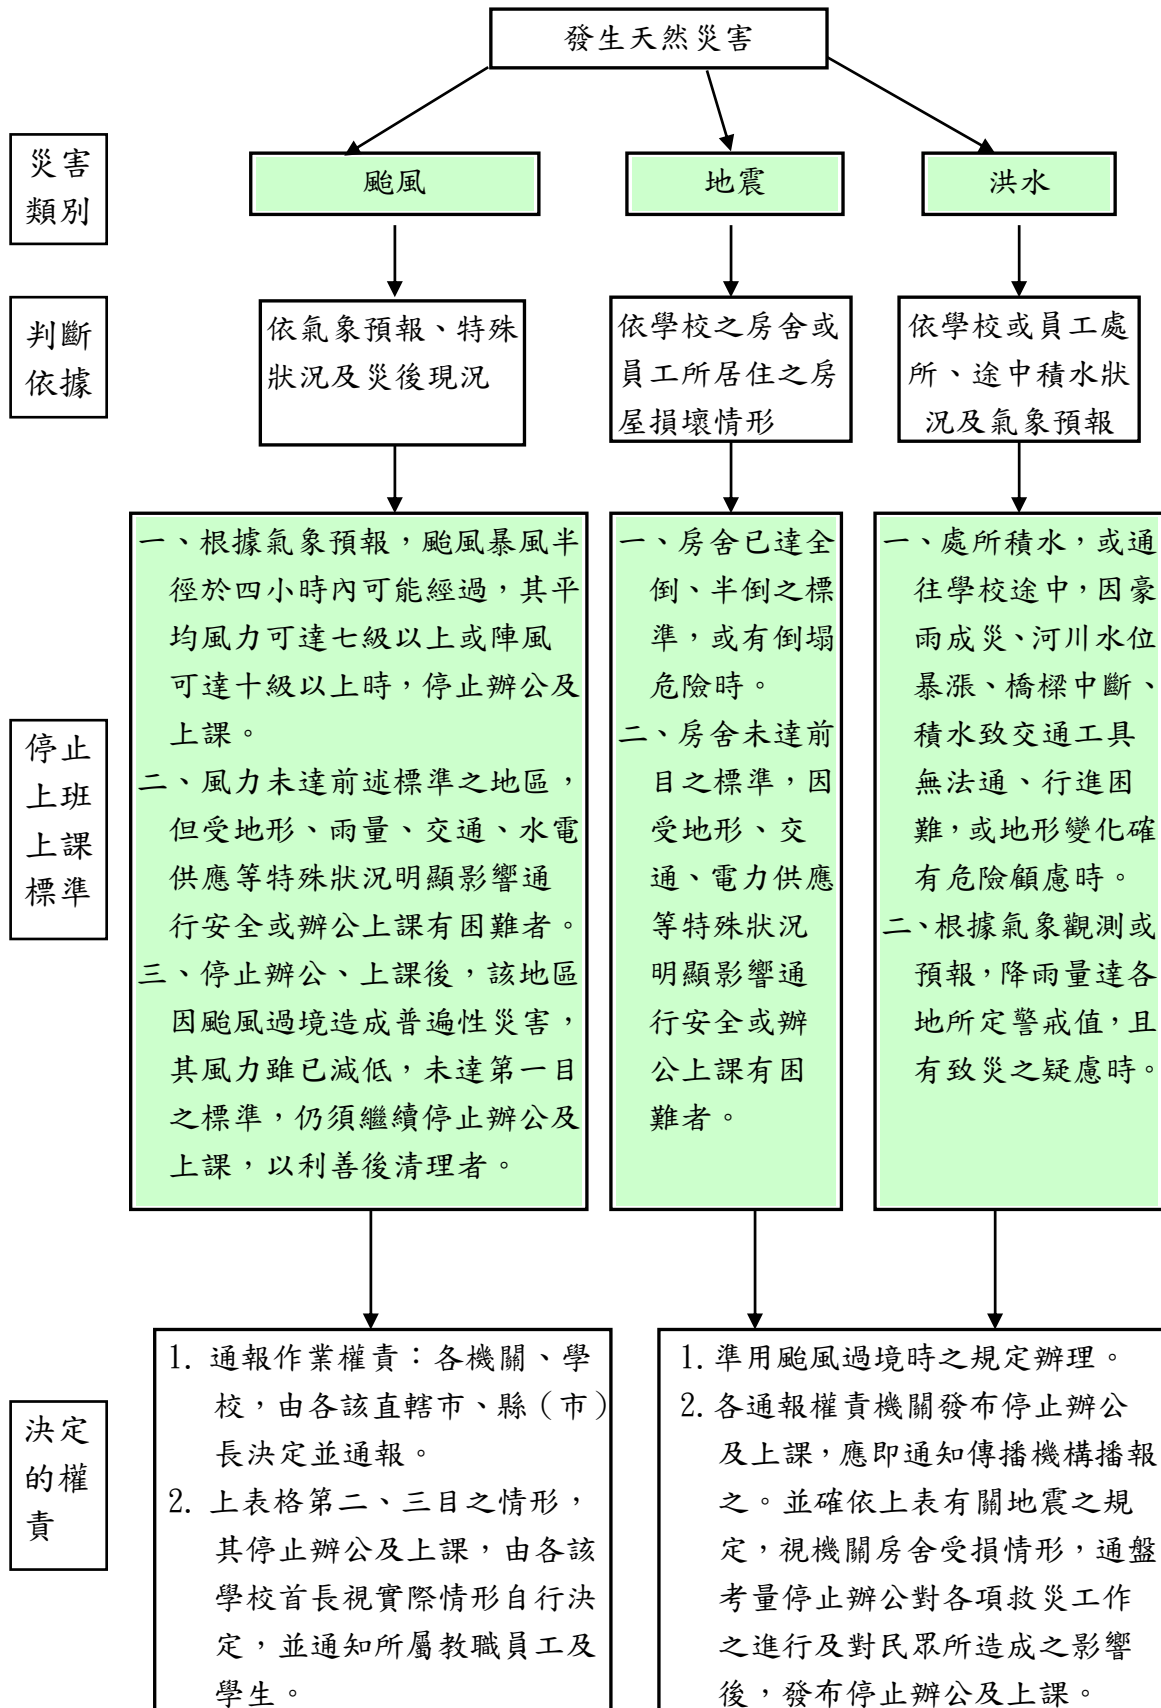 發生天然災害
災害
類別
颱風
地震
洪水
判斷
依據
依氣象預報、特殊
狀況及災後現況
依學校之房舍或
員工所居住之房
屋損壞情形
依學校或員工處
所、途中積水狀
況及氣象預報
停止
上班
上課
標準
一、根據氣象預報，颱風暴風半
徑於四小時內可能經過，其平
均風力可達七級以上或陣風
可達十級以上時，停止辦公及
上課。
二、風力未達前述標準之地區，
但受地形、雨量、交通、水電
供應等特殊狀況明顯影響通
行安全或辦公上課有困難者。
三、停止辦公、上課後，該地區
因颱風過境造成普遍性災害，
其風力雖已減低，未達第一目
之標準，仍須繼續停止辦公及
上課，以利善後清理者。
一、房舍已達全
倒、半倒之標
準，或有倒塌
危險時。
二、房舍未達前
目之標準，因
受地形、交
通、電力供應
等特殊狀況
明顯影響通
行安全或辦
公上課有困
難者。
一、處所積水，或通
往學校途中，因豪
雨成災、河川水位
暴漲、橋樑中斷、
積水致交通工具
無法通、行進困
難，或地形變化確
有危險顧慮時。
二、根據氣象觀測或
預報，降雨量達各
地所定警戒值，且
有致災之疑慮時。
決定
的權
責
1. 通報作業權責：各機關、學
校，由各該直轄市、縣（市）
長決定並通報。
2. 上表格第二、三目之情形，
其停止辦公及上課，由各該
學校首長視實際情形自行決
定，並通知所屬教職員工及
學生。
1. 準用颱風過境時之規定辦理。
2. 各通報權責機關發布停止辦公
及上課，應即通知傳播機構播報
之。並確依上表有關地震之規
定，視機關房舍受損情形，通盤
考量停止辦公對各項救災工作
之進行及對民眾所造成之影響
後，發布停止辦公及上課。